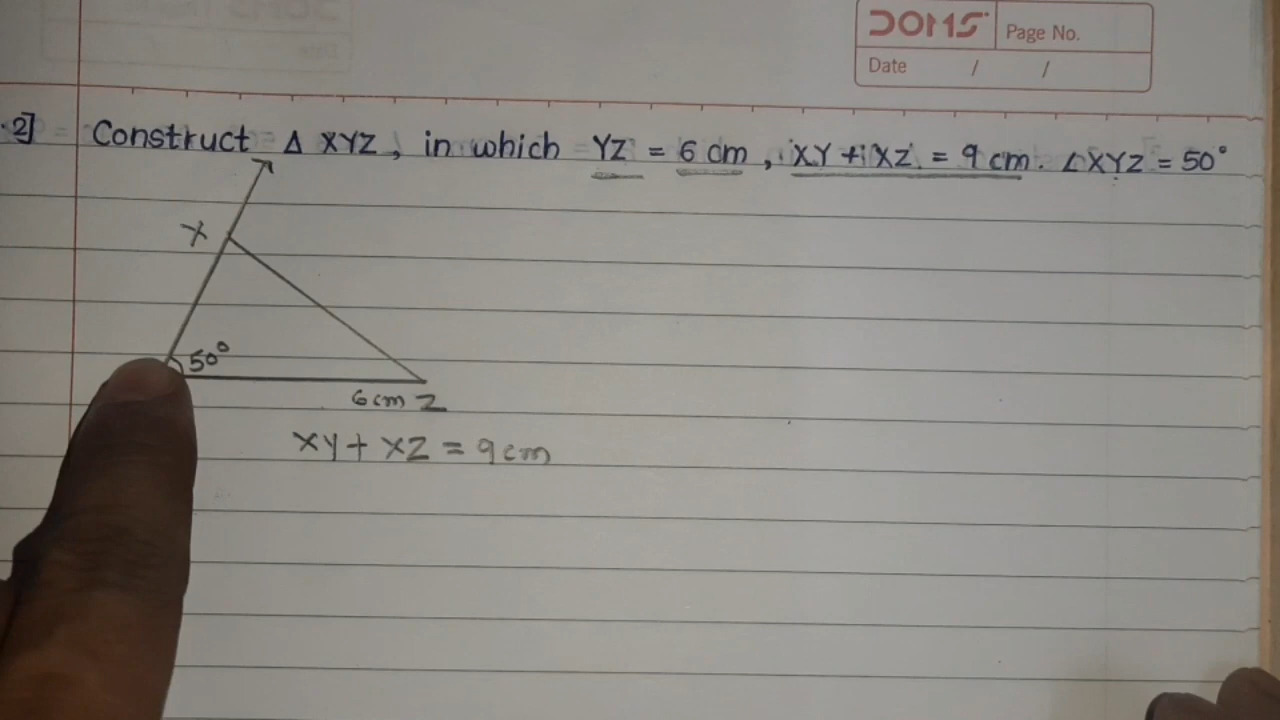 DOMS Page No.
Date / /
2] Construct Δ XYZ, in which YZ = 6 cm, XY + XZ = 9 cm. ∠XYZ = 50°
X
50°
6cm Z
XY + XZ = 9cm